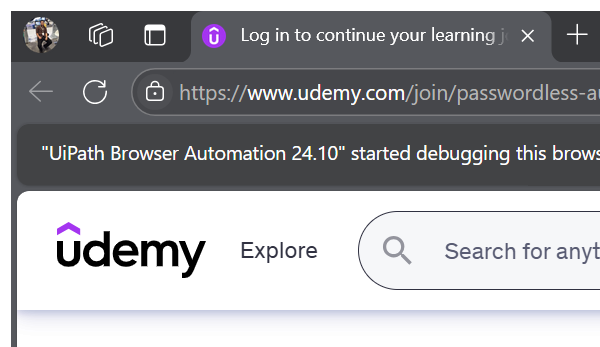 Log in to continue your learning j
https://www.udemy.com/join/passwordless-a
"UiPath Browser Automation 24.10" started debugging this brows
udemy
Explore
Search for anyt